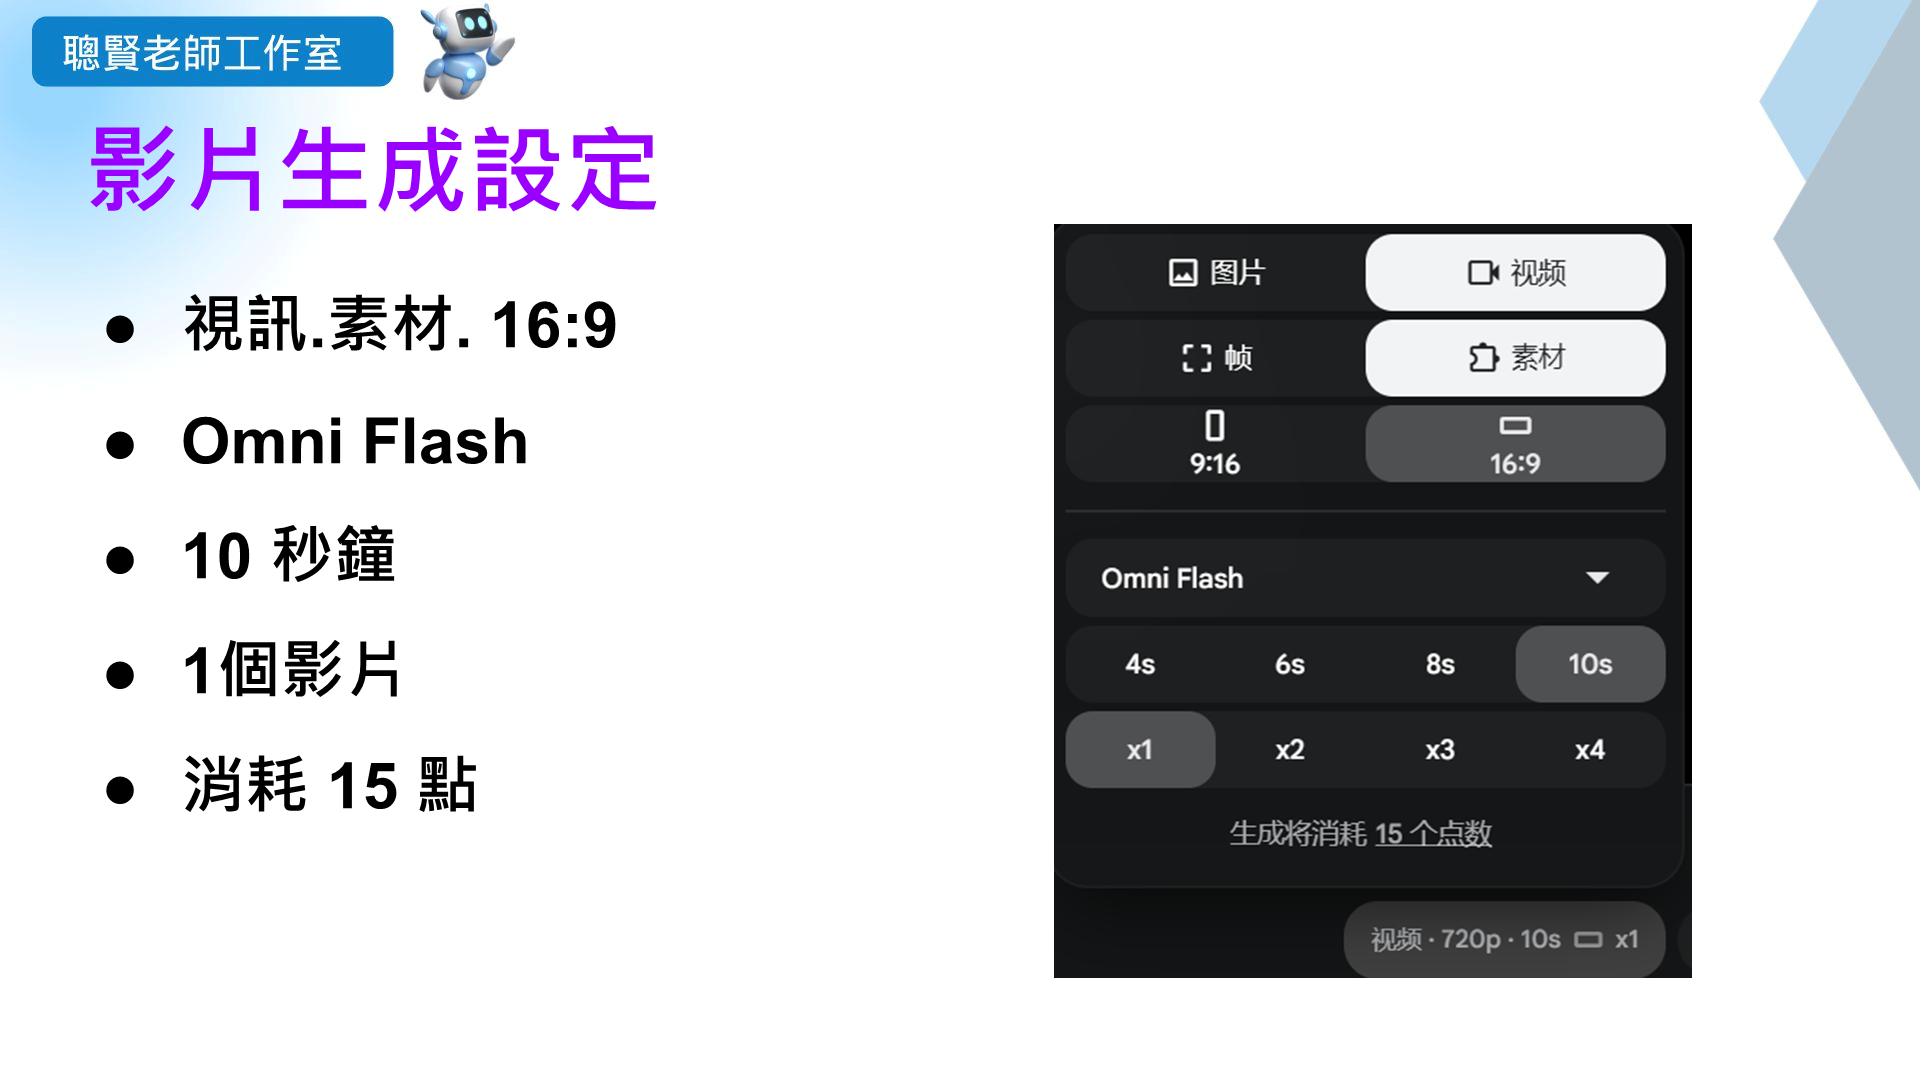 聰賢老師工作室
影片生成設定
● 視訊.素材. 16:9
● Omni Flash
● 10 秒鐘
● 1個影片
● 消耗 15 點
图片 视频
帧 素材
9:16 16:9
Omni Flash
4s 6s 8s 10s
x1 x2 x3 x4
生成将消耗 15 个点数
视频 · 720p · 10s x1